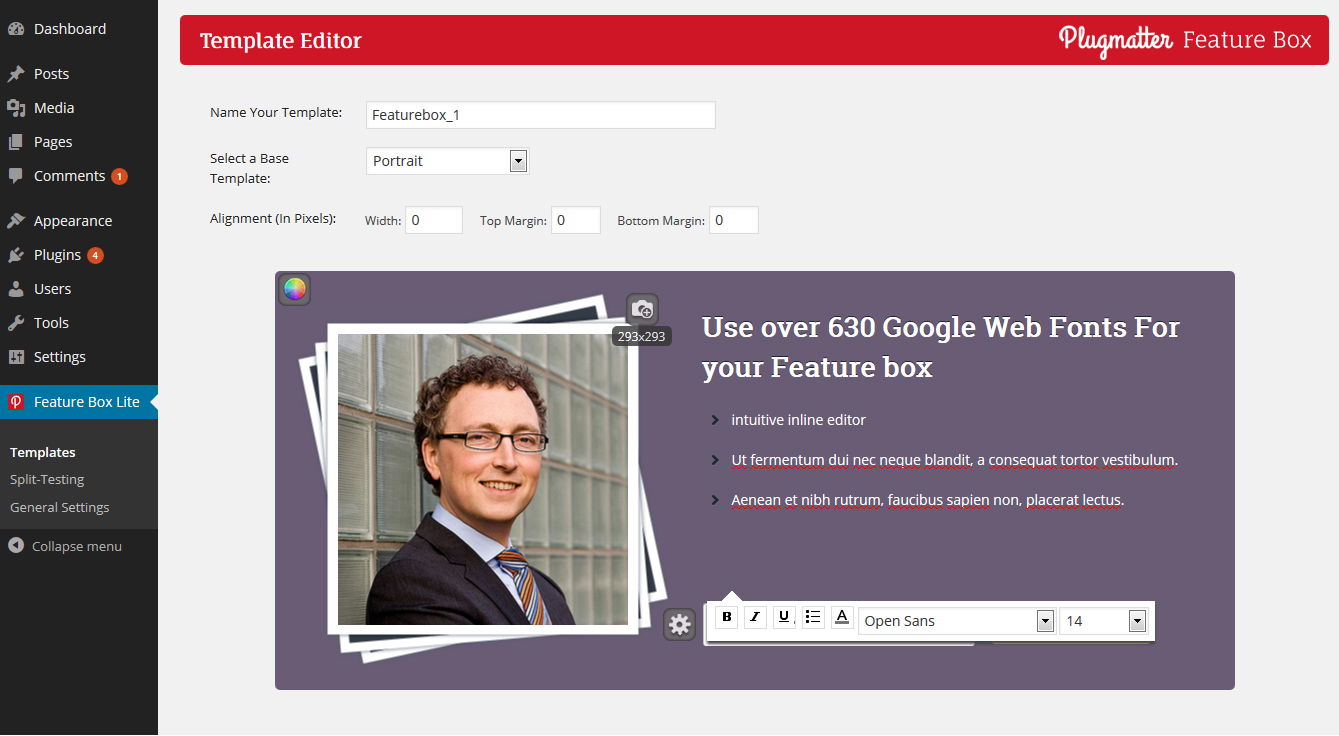 Dashboard
Posts
Media
Pages
Comments 1
Appearance
Plugins 4
Users
Tools
Settings
Feature Box Lite
Templates
Split-Testing
General Settings
Collapse menu
Template Editor
Plugmatter Feature Box
Name Your Template: Featurebox_1
Select a Base
Template:
Portrait
Alignment (In Pixels): Width: 0 Top Margin: 0 Bottom Margin: 0
293x293
Use over 630 Google Web Fonts For
your Feature box
intuitive inline editor
Ut fermentum dui nec neque blandit, a consequat tortor vestibulum.
Aenean et nibh rutrum, faucibus sapien non, placerat lectus.
B I U A Open Sans 14